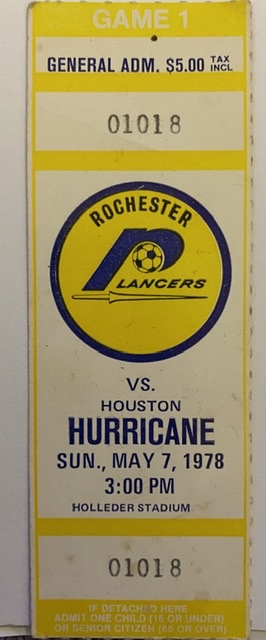 GAME 1
GENERAL ADM. $5.00 TAX INCL
01018
ROCHESTER
LANCERS
VS.
HOUSTON
HURRICANE
SUN., MAY 7, 1978
3:00 PM
HOLLEDER STADIUM
01018
IF DETACHED HERE
ADMIT ONE CHILD (16 OR UNDER)
OR SENIOR CITIZEN (65 OR OVER)